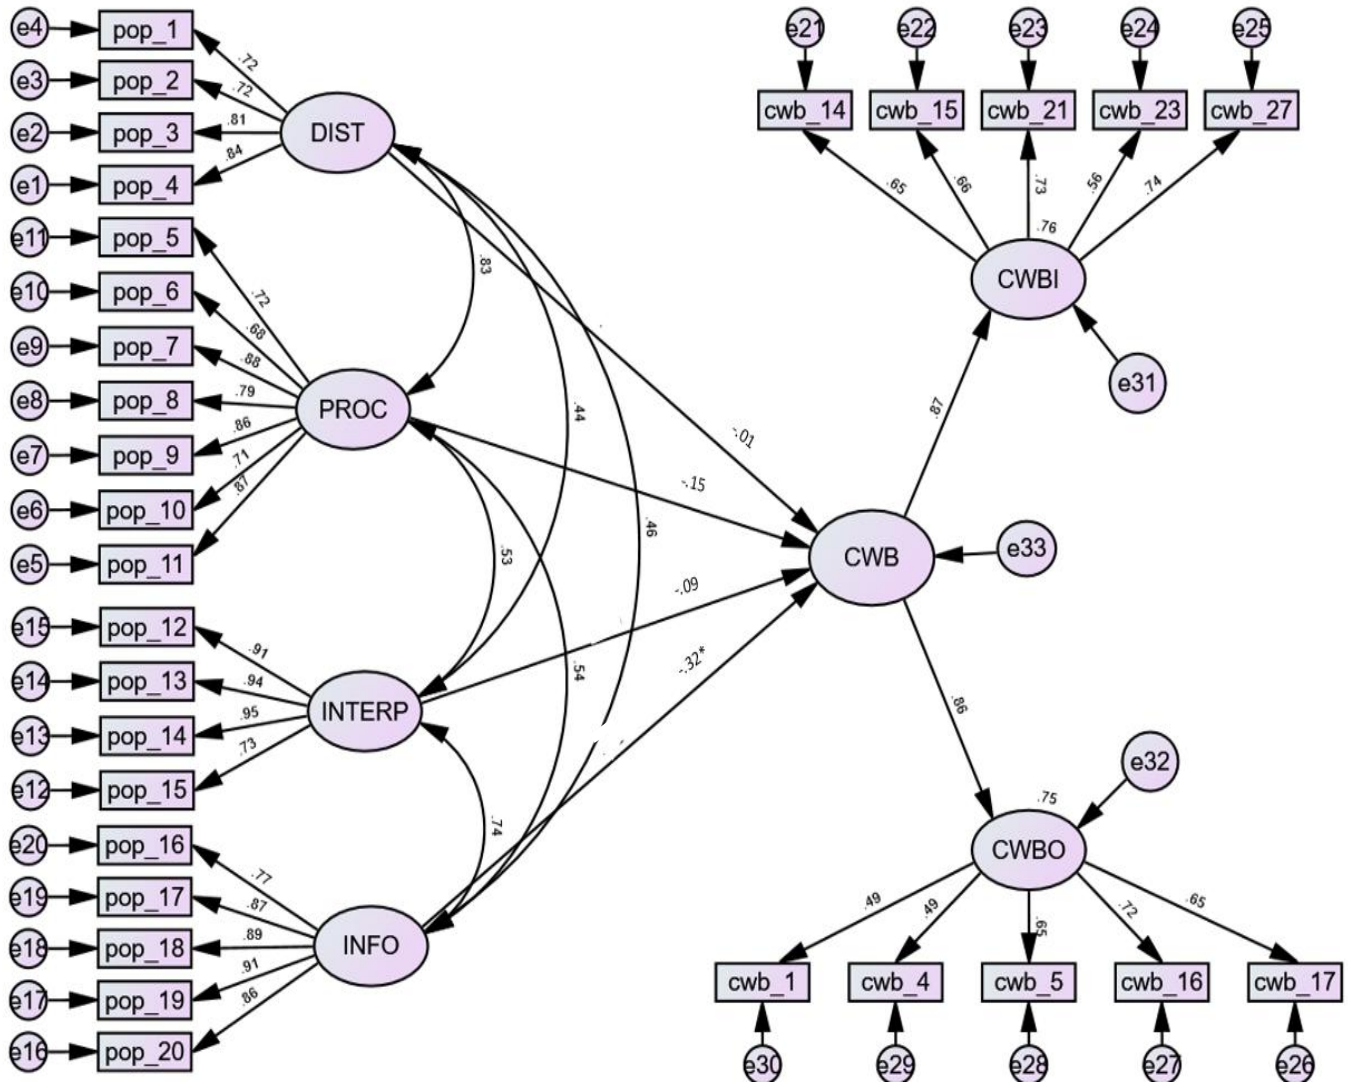 e4 pop_1
e3 pop_2
e2 pop_3
e1 pop_4
.72
.72
.81
.84
DIST
e11 pop_5
e10 pop_6
e9 pop_7
e8 pop_8
e7 pop_9
e6 pop_10
e5 pop_11
.72
.68
.88
.79
.86
.71
.87
PROC
e15 pop_12
e14 pop_13
e13 pop_14
e12 pop_15
.91
.94
.95
.73
INTERP
e20 pop_16
e19 pop_17
e18 pop_18
e17 pop_19
e16 pop_20
.77
.87
.89
.91
.86
INFO
.83
.44
.46
.53
.54
.74
-.01
-.15
-.09
-.32*
CWB
e33
.87
.86
e21 e22 e23 e24 e25
cwb_14 cwb_15 cwb_21 cwb_23 cwb_27
.65 .66 .73 .56 .74
.76
CWBI
e31
e32
.75
CWBO
.49 .49 .65 .72 .65
cwb_1 cwb_4 cwb_5 cwb_16 cwb_17
e30 e29 e28 e27 e26